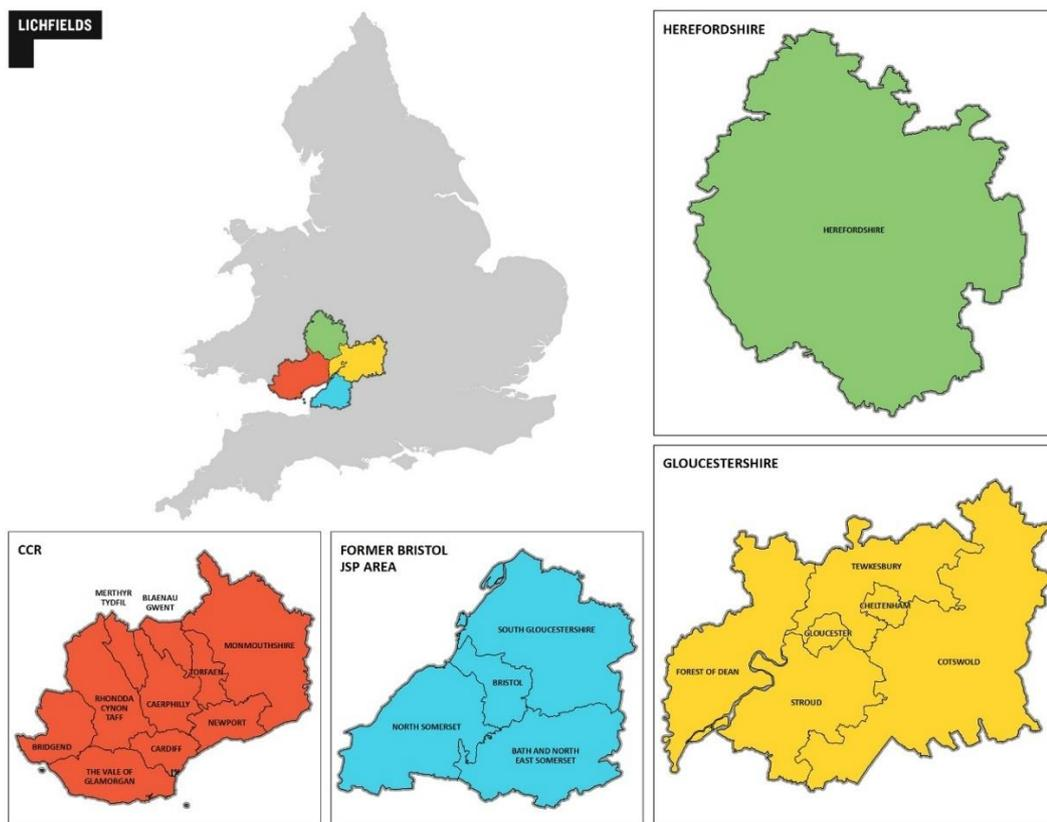 LICHFIELDS
HEREFORDSHIRE
HEREFORDSHIRE
CCR
MERTHYR
TYDFIL
BLAENAU
GWENT
MONMOUTHSHIRE
TORFAEN
RHONDDA
CYNON
TAFF
CAERPHILLY
NEWPORT
BRIDGEND
CARDIFF
THE VALE OF
GLAMORGAN
FORMER BRISTOL
JSP AREA
SOUTH GLOUCESTERSHIRE
BRISTOL
NORTH SOMERSET
BATH AND NORTH
EAST SOMERSET
GLOUCESTERSHIRE
TEWKESBURY
CHELTENHAM
GLOUCESTER
FOREST OF DEAN
COTSWOLD
STROUD